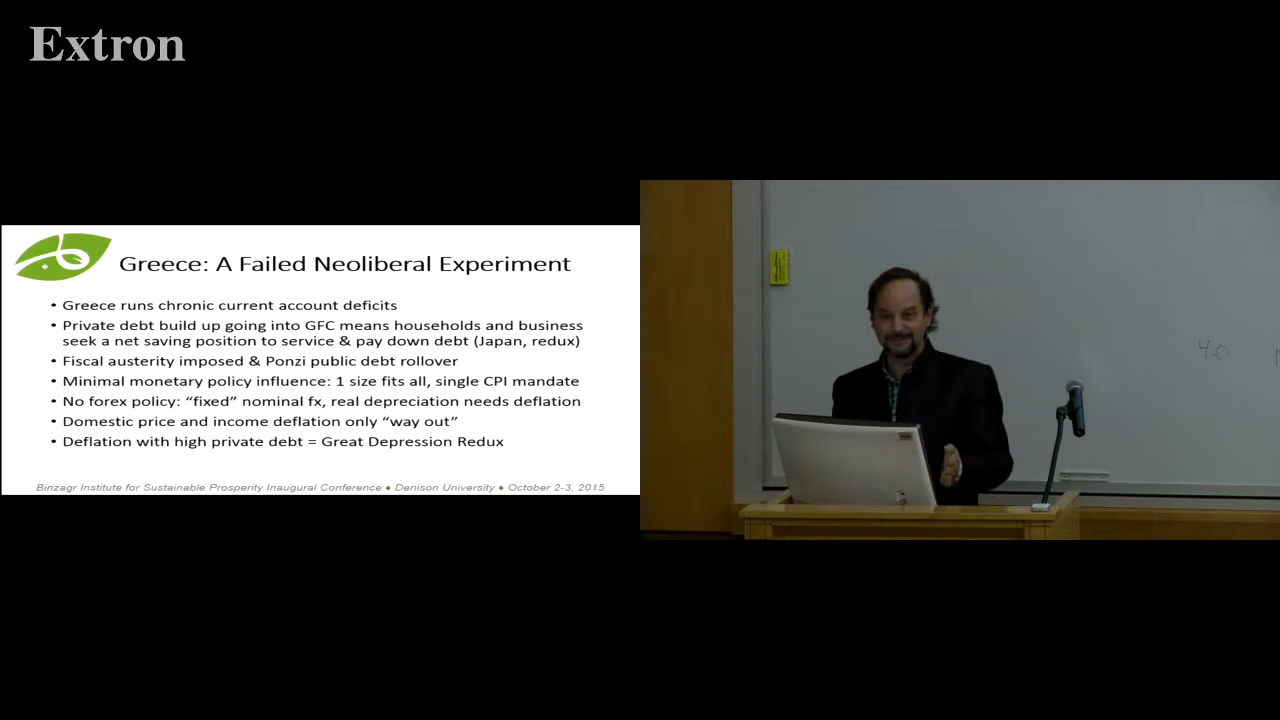 Extron
Greece: A Failed Neoliberal Experiment
• Greece runs chronic current account deficits
• Private debt build up going into GFC means households and business
seek a net saving position to service & pay down debt (Japan, redux)
• Fiscal austerity imposed & Ponzi public debt rollover
• Minimal monetary policy influence: 1 size fits all, single CPI mandate
• No forex policy: “fixed” nominal fx, real depreciation needs deflation
• Domestic price and income deflation only “way out”
• Deflation with high private debt = Great Depression Redux
Binzagr Institute for Sustainable Prosperity Inaugural Conference ◆ Denison University ◆ October 2-3, 2015
4.0